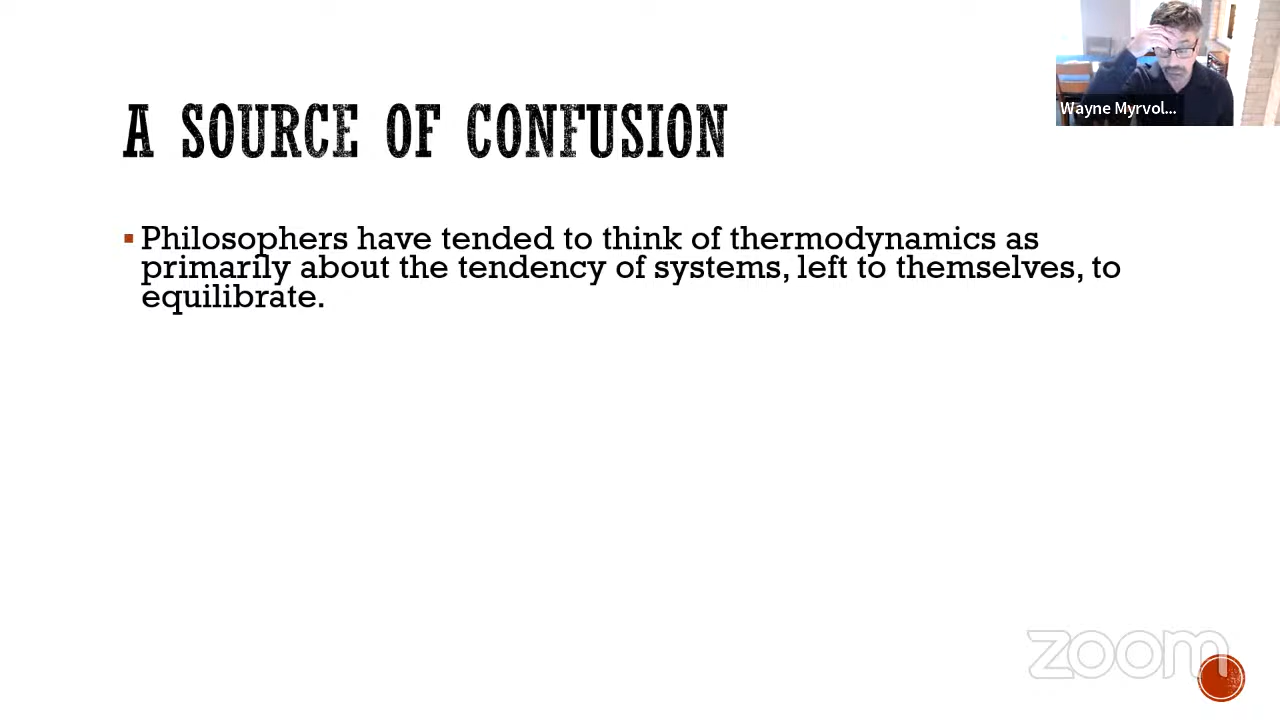 A SOURCE OF CONFUSION
Wayne Myrvol...
▪ Philosophers have tended to think of thermodynamics as
primarily about the tendency of systems, left to themselves, to
equilibrate.
zoom